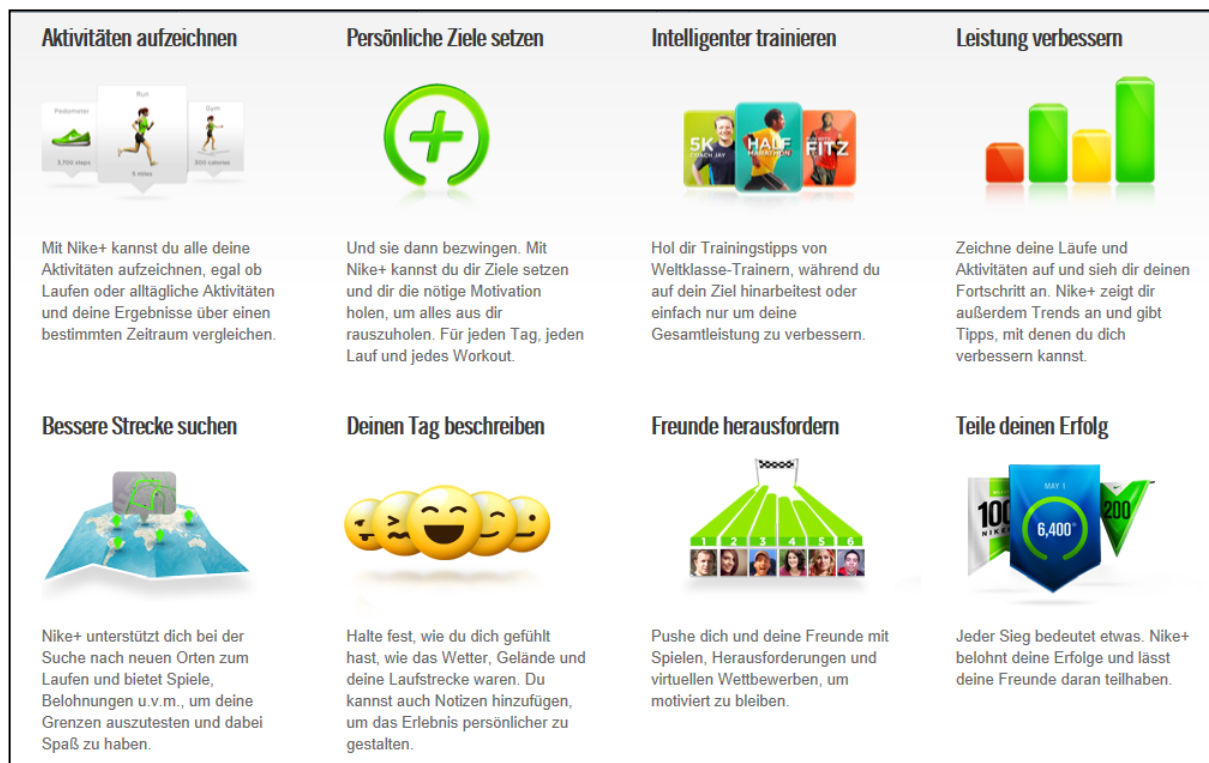 Aktivitäten aufzeichnen
Pedometer
3,700 steps
Run
5 miles
Gym
300 calories
Mit Nike+ kannst du alle deine
Aktivitäten aufzeichnen, egal ob
Laufen oder alltägliche Aktivitäten
und deine Ergebnisse über einen
bestimmten Zeitraum vergleichen.
Persönliche Ziele setzen
Und sie dann bezwingen. Mit
Nike+ kannst du dir Ziele setzen
und dir die nötige Motivation
holen, um alles aus dir
rauszuholen. Für jeden Tag, jeden
Lauf und jedes Workout.
Intelligenter trainieren
5K
COACH JAY
HALF
MARATHON
FITZ
Hol dir Trainingstipps von
Weltklasse-Trainern, während du
auf dein Ziel hinarbeitest oder
einfach nur um deine
Gesamtleistung zu verbessern.
Leistung verbessern
Zeichne deine Läufe und
Aktivitäten auf und sieh dir deinen
Fortschritt an. Nike+ zeigt dir
außerdem Trends an und gibt
Tipps, mit denen du dich
verbessern kannst.
Bessere Strecke suchen
Nike+ unterstützt dich bei der
Suche nach neuen Orten zum
Laufen und bietet Spiele,
Belohnungen u.v.m., um deine
Grenzen auszutesten und dabei
Spaß zu haben.
Deinen Tag beschreiben
Halte fest, wie du dich gefühlt
hast, wie das Wetter, Gelände und
deine Laufstrecke waren. Du
kannst auch Notizen hinzufügen,
um das Erlebnis persönlicher zu
gestalten.
Freunde herausfordern
1 2 3 4 5 6
Pushe dich und deine Freunde mit
Spielen, Herausforderungen und
virtuellen Wettbewerben, um
motiviert zu bleiben.
Teile deinen Erfolg
100
NIKE
MAY 1
6,400
200
Jeder Sieg bedeutet etwas. Nike+
belohnt deine Erfolge und lässt
deine Freunde daran teilhaben.